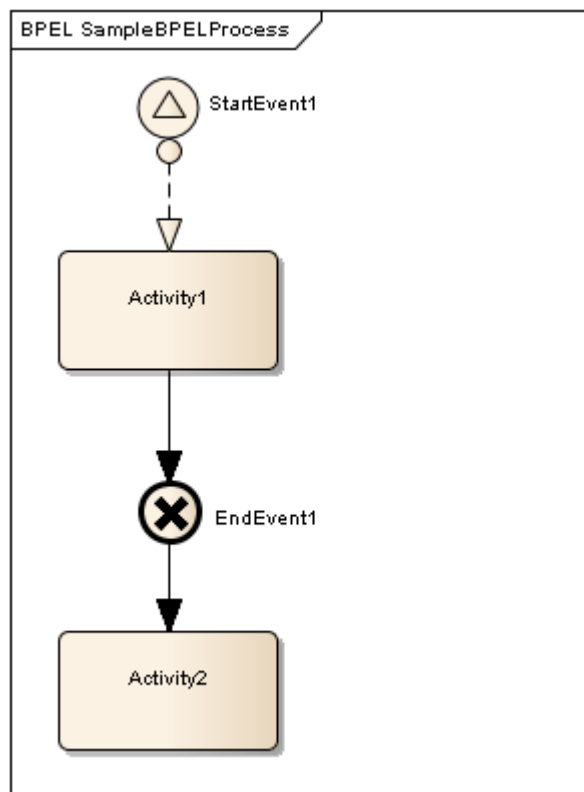 BPEL SampleBPELProcess
StartEvent1
Activity1
EndEvent1
Activity2